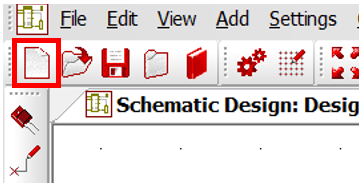 File Edit View Add Settings
Schematic Design: Desig